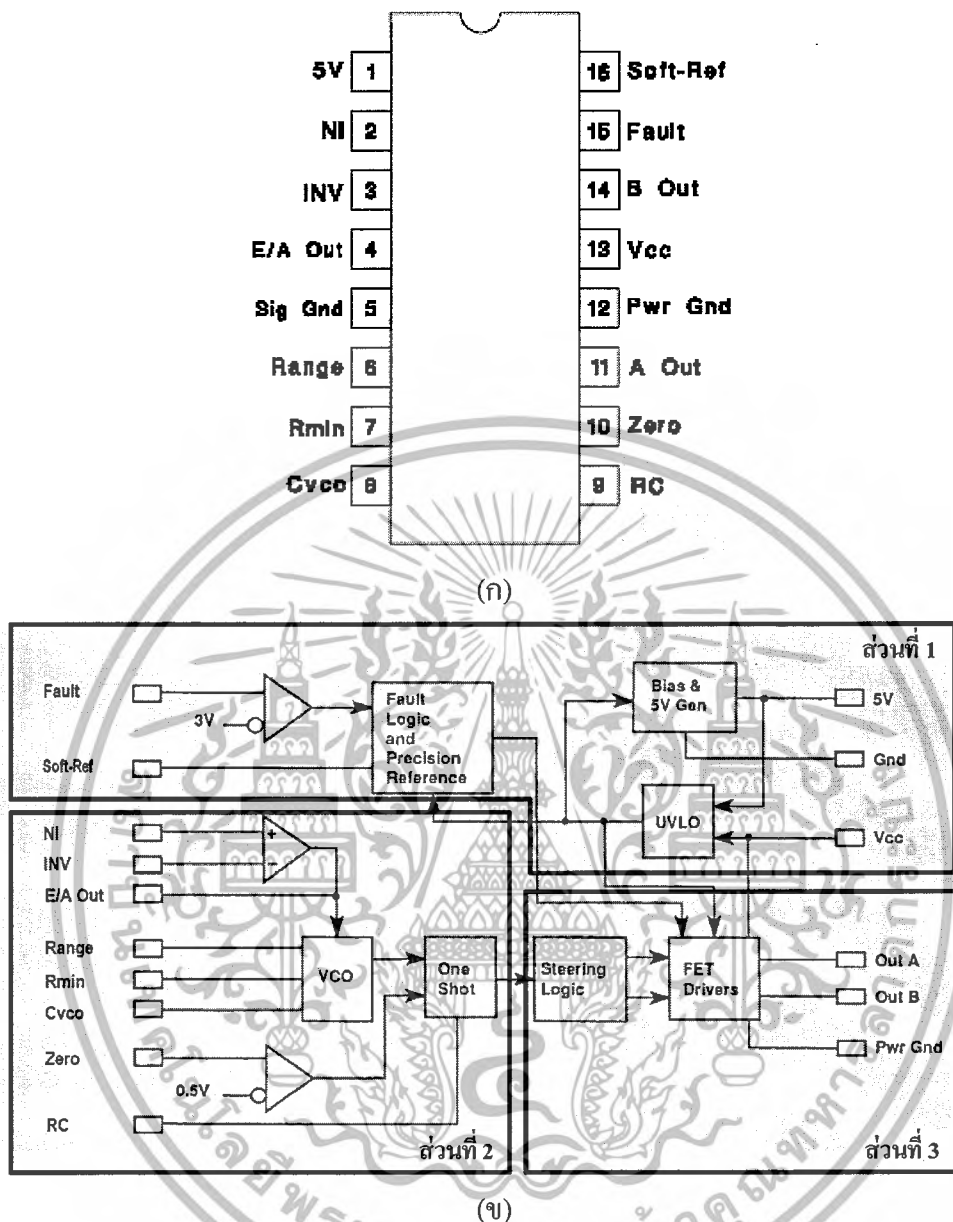 5V 1
NI 2
INV 3
E/A Out 4
Sig Gnd 5
Range 6
Rmin 7
Cvco 8
16 Soft-Ref
15 Fault
14 B Out
13 Vcc
12 Pwr Gnd
11 A Out
10 Zero
9 RC
(ก)
ส่วนที่ 1
Fault
3V
Soft-Ref
Fault
Logic
and
Precision
Reference
Bias &
5V Gen
5V
Gnd
UVLO
Vcc
NI
INV
E/A Out
Range
Rmin
Cvco
Zero
0.5V
RC
+
−
VCO
One
Shot
ส่วนที่ 2
Steering
Logic
FET
Drivers
Out A
Out B
Pwr Gnd
ส่วนที่ 3
(ข)